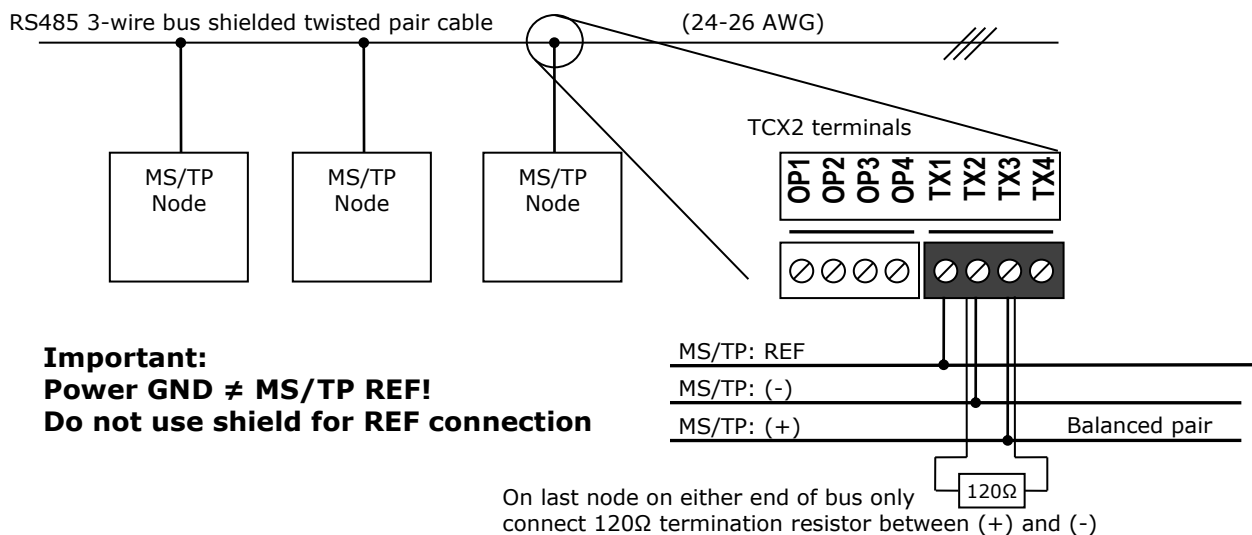 RS485 3-wire bus shielded twisted pair cable (24-26 AWG)
TCX2 terminals
MS/TP
Node
MS/TP
Node
MS/TP
Node
OP1
OP2
OP3
OP4
TX1
TX2
TX3
TX4
Important:
Power GND ≠ MS/TP REF!
Do not use shield for REF connection
MS/TP: REF
MS/TP: (-)
MS/TP: (+) Balanced pair
120Ω
On last node on either end of bus only
connect 120Ω termination resistor between (+) and (-)